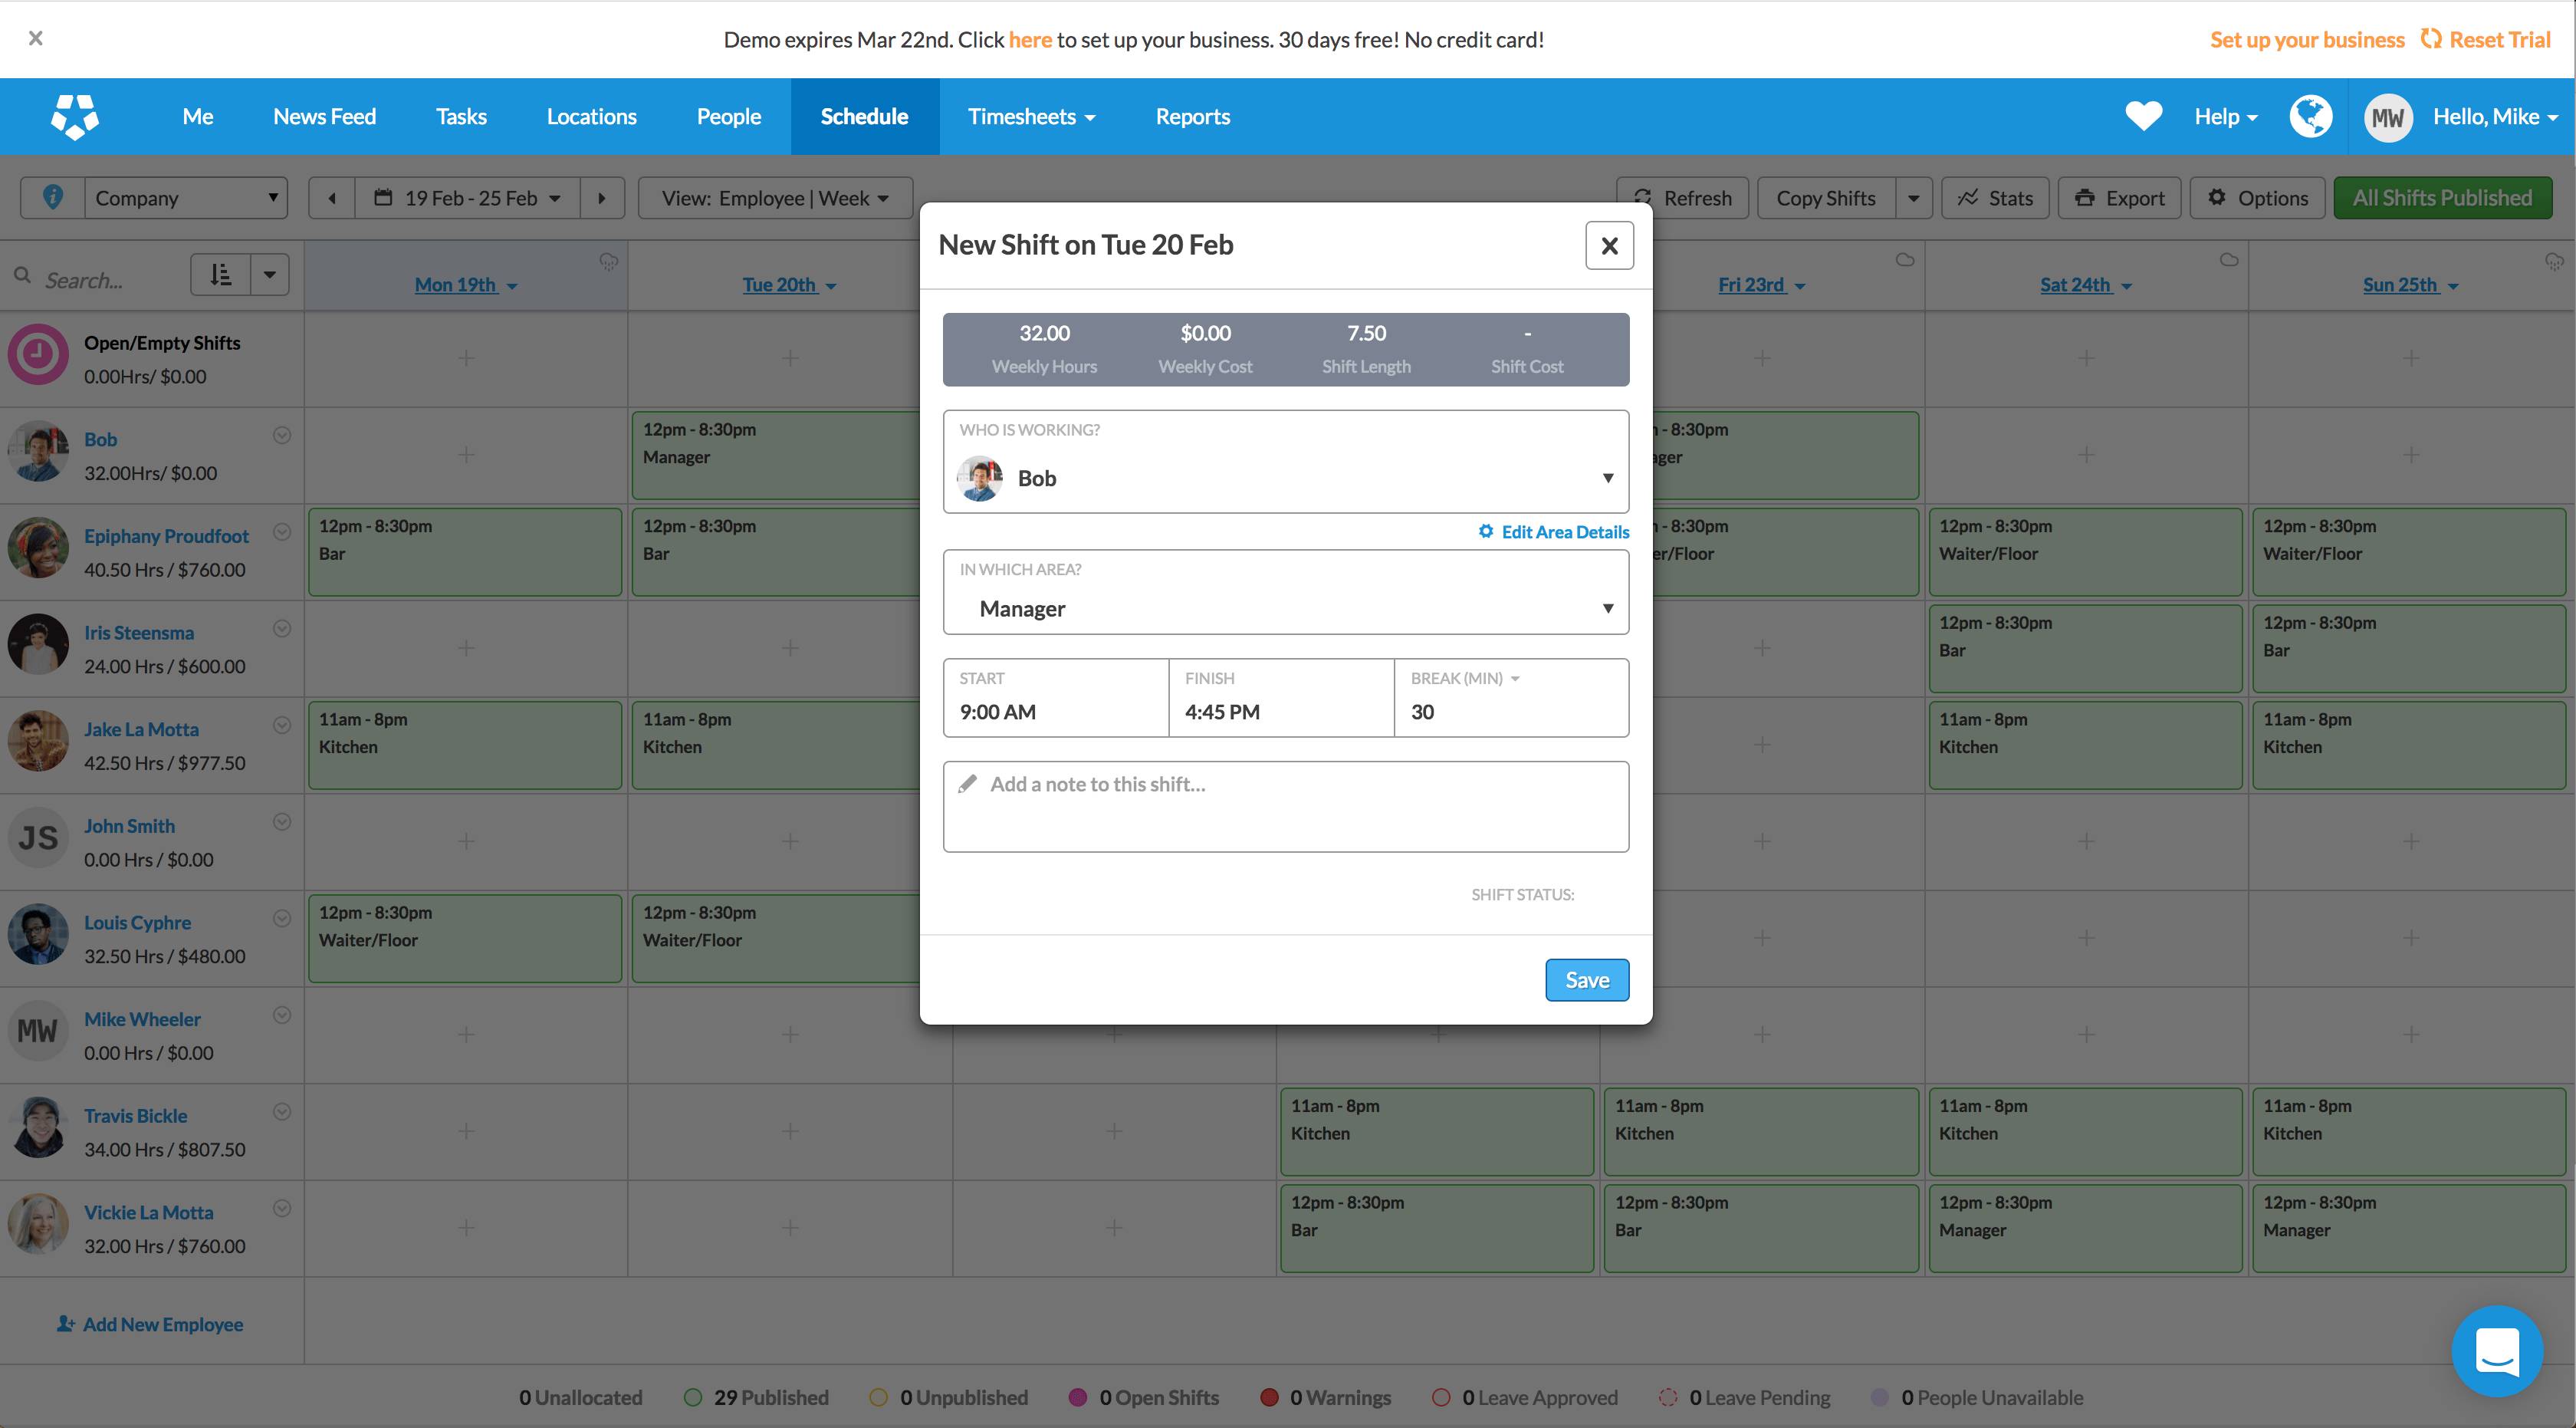 Demo expires Mar 22nd. Click here to set up your business. 30 days free! No credit card!
Set up your business
Reset Trial
Me
News Feed
Tasks
Locations
People
Schedule
Timesheets
Reports
Help
MW
Hello, Mike
Company
19 Feb - 25 Feb
View: Employee | Week
Refresh
Copy Shifts
Stats
Export
Options
All Shifts Published
Search...
Mon 19th
Tue 20th
Fri 23rd
Sat 24th
Sun 25th
New Shift on Tue 20 Feb
32.00
Weekly Hours
$0.00
Weekly Cost
7.50
Shift Length
-
Shift Cost
WHO IS WORKING?
Bob
Edit Area Details
IN WHICH AREA?
Manager
START
9:00 AM
FINISH
4:45 PM
BREAK (MIN)
30
Add a note to this shift...
SHIFT STATUS:
Save
Open/Empty Shifts
0.00Hrs/ $0.00
Bob
32.00Hrs/ $0.00
12pm - 8:30pm
Manager
- 8:30pm
ager
Epiphany Proudfoot
40.50 Hrs / $760.00
12pm - 8:30pm
Bar
12pm - 8:30pm
Bar
- 8:30pm
er/Floor
12pm - 8:30pm
Waiter/Floor
12pm - 8:30pm
Waiter/Floor
Iris Steensma
24.00 Hrs / $600.00
12pm - 8:30pm
Bar
12pm - 8:30pm
Bar
Jake La Motta
42.50 Hrs / $977.50
11am - 8pm
Kitchen
11am - 8pm
Kitchen
11am - 8pm
Kitchen
11am - 8pm
Kitchen
JS
John Smith
0.00 Hrs / $0.00
Louis Cyphre
32.50 Hrs / $480.00
12pm - 8:30pm
Waiter/Floor
12pm - 8:30pm
Waiter/Floor
MW
Mike Wheeler
0.00 Hrs / $0.00
Travis Bickle
34.00 Hrs / $807.50
11am - 8pm
Kitchen
11am - 8pm
Kitchen
11am - 8pm
Kitchen
11am - 8pm
Kitchen
Vickie La Motta
32.00 Hrs / $760.00
12pm - 8:30pm
Bar
12pm - 8:30pm
Bar
12pm - 8:30pm
Manager
12pm - 8:30pm
Manager
Add New Employee
0 Unallocated
29 Published
0 Unpublished
0 Open Shifts
0 Warnings
0 Leave Approved
0 Leave Pending
0 People Unavailable